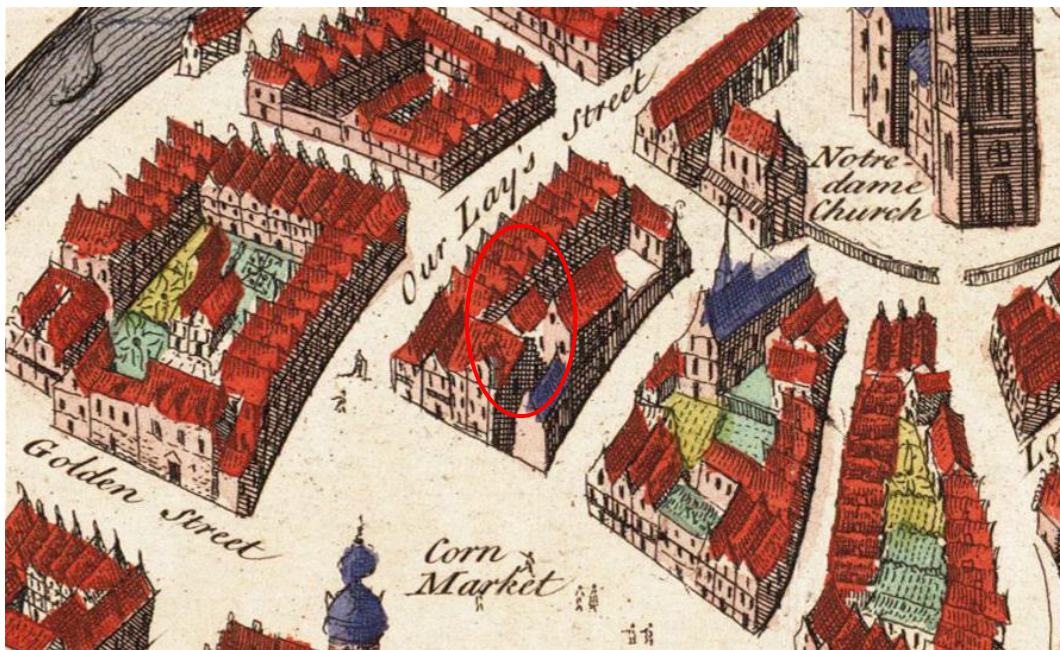 Our Lay's Street
Notre-
dame
Church
Golden Street
Corn
Market